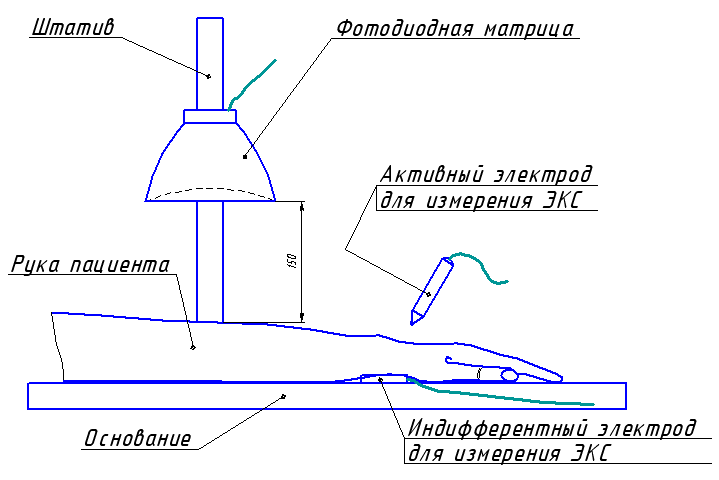 Штатив
Фотодиодная матрица
Активный электрод
для измерения ЭКС
150
Рука пациента
Основание
Индифферентный электрод
для измерения ЭКС